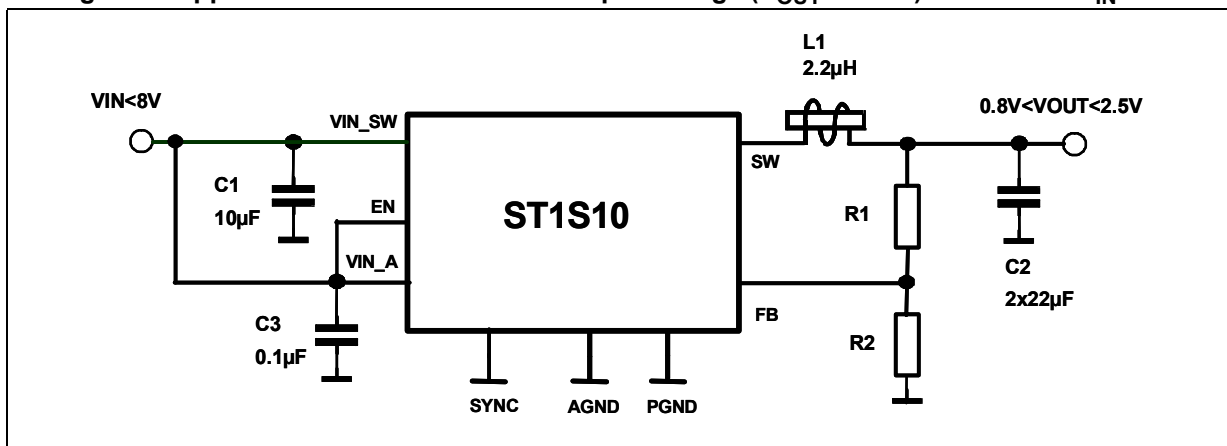 VIN<8V
VIN_SW
C1
10µF
EN
VIN_A
C3
0.1µF
ST1S10
SYNC
AGND
PGND
L1
2.2µH
SW
FB
R1
R2
0.8V<VOUT<2.5V
C2
2x22µF